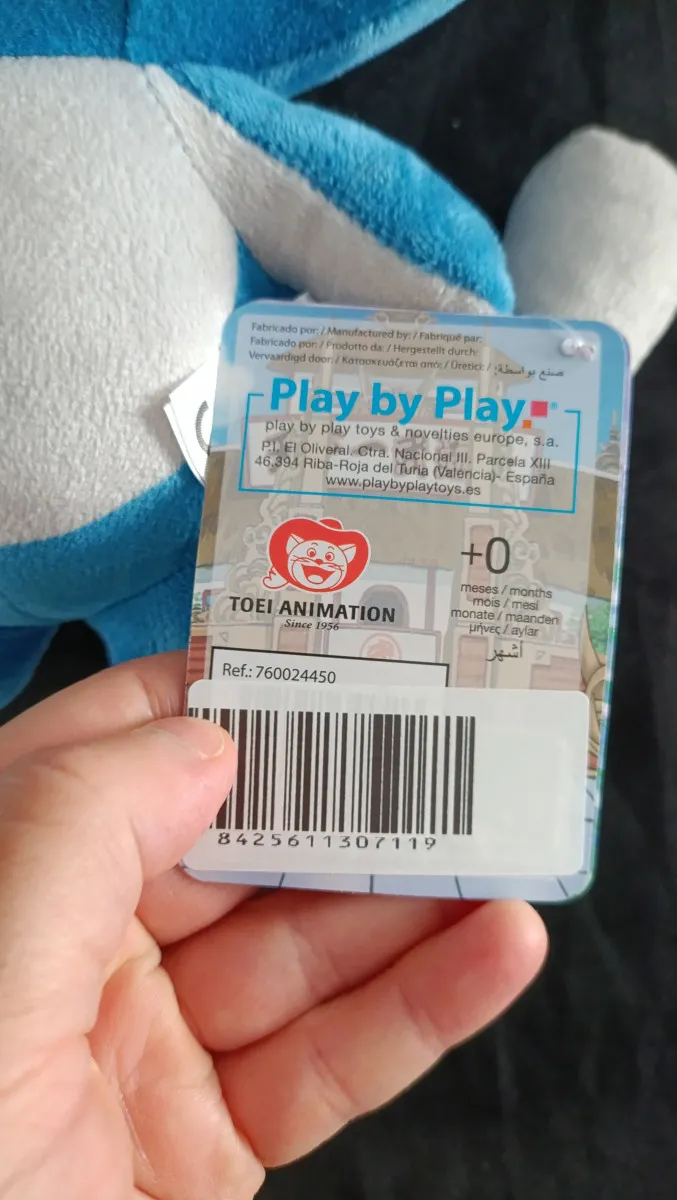 Fabricado por: / Manufactured by: / Fabriqué par:
Fabricado por: / Prodotto da: / Hergestellt durch:
Vervaardigd door: / Κατασκευάζεται από: / Üretici: / صنع بواسطة:
Play by Play®
play by play toys & novelties europe, s.a.
P.I. El Oliveral. Ctra. Nacional III. Parcela XIII
46.394 Riba-Roja del Turia (Valencia)- España
www.playbyplaytoys.es
TOEI ANIMATION
Since 1956
+0
meses / months
mois / mesi
monate / maanden
μήνες / aylar
أشهر
Ref.: 760024450
8425611307119